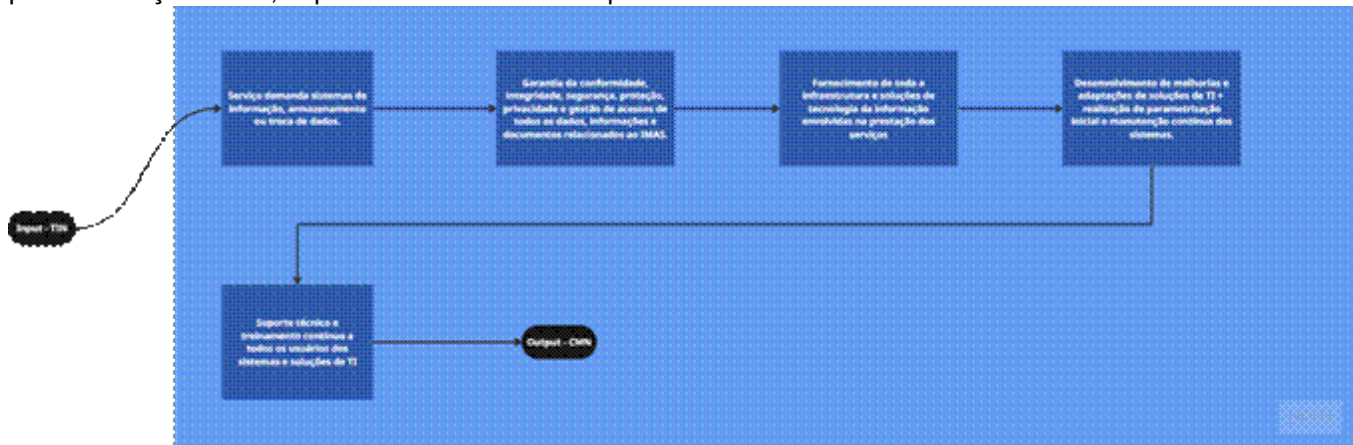 Input - TIN
Serviço demanda sistemas de
informação, armazenamento
ou troca de dados.
Garantia da conformidade,
integridade, segurança, proteção,
privacidade e gestão de acessos de
todos os dados, informações e
documentos relacionados ao IMAS.
Fornecimento de toda a
infraestrutura e soluções de
tecnologia da informação
envolvidas na prestação dos
serviços
Desenvolvimento de melhorias e
adaptações de soluções de TI +
realização de parametrização
inicial e manutenção contínua dos
sistemas.
Suporte técnico e
treinamento contínuo a
todos os usuários dos
sistemas e soluções de TI
Output - CMN